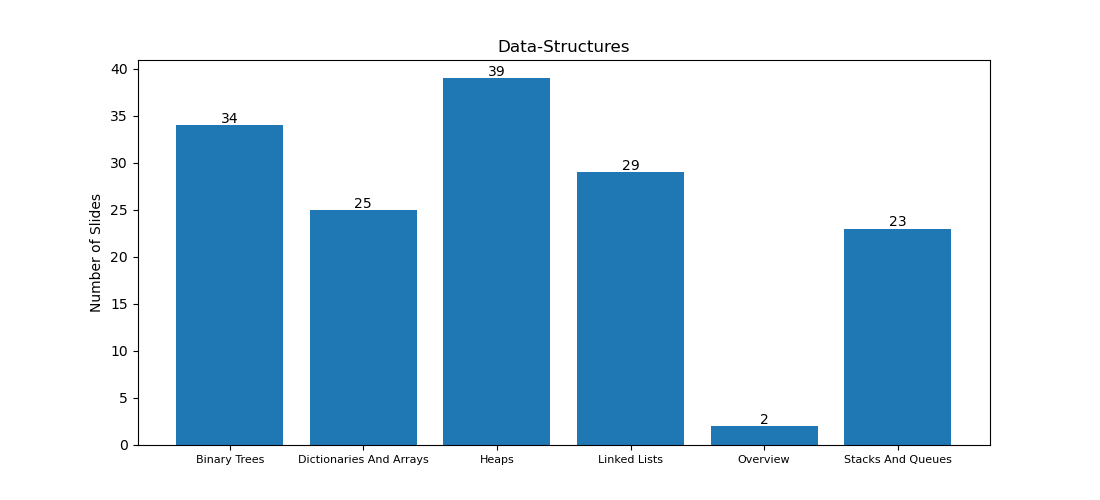 Data-Structures
Number of Slides
40
35
30
25
20
15
10
5
0
34
25
39
29
2
23
Binary Trees
Dictionaries And Arrays
Heaps
Linked Lists
Overview
Stacks And Queues